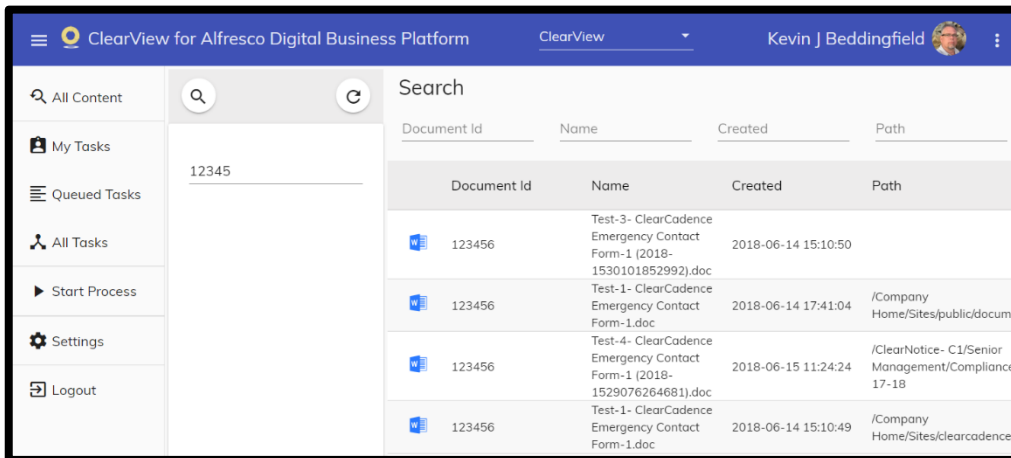 ClearView for Alfresco Digital Business Platform
ClearView
Kevin J Beddingfield
All Content
My Tasks
Queued Tasks
All Tasks
Start Process
Settings
Logout
12345
Search
Document Id Name Created Path
Document Id Name Created Path
123456
Test-3- ClearCadence
Emergency Contact
Form-1 (2018-
1530101852992).doc
2018-06-14 15:10:50
123456
Test-1- ClearCadence
Emergency Contact
Form-1.doc
2018-06-14 17:41:04
/Company
Home/Sites/public/docum
123456
Test-4- ClearCadence
Emergency Contact
Form-1 (2018-
1529076264681).doc
2018-06-15 11:24:24
/ClearNotice- C1/Senior
Management/Compliance
17-18
123456
Test-1- ClearCadence
Emergency Contact
Form-1.doc
2018-06-14 15:10:49
/Company
Home/Sites/clearcadence